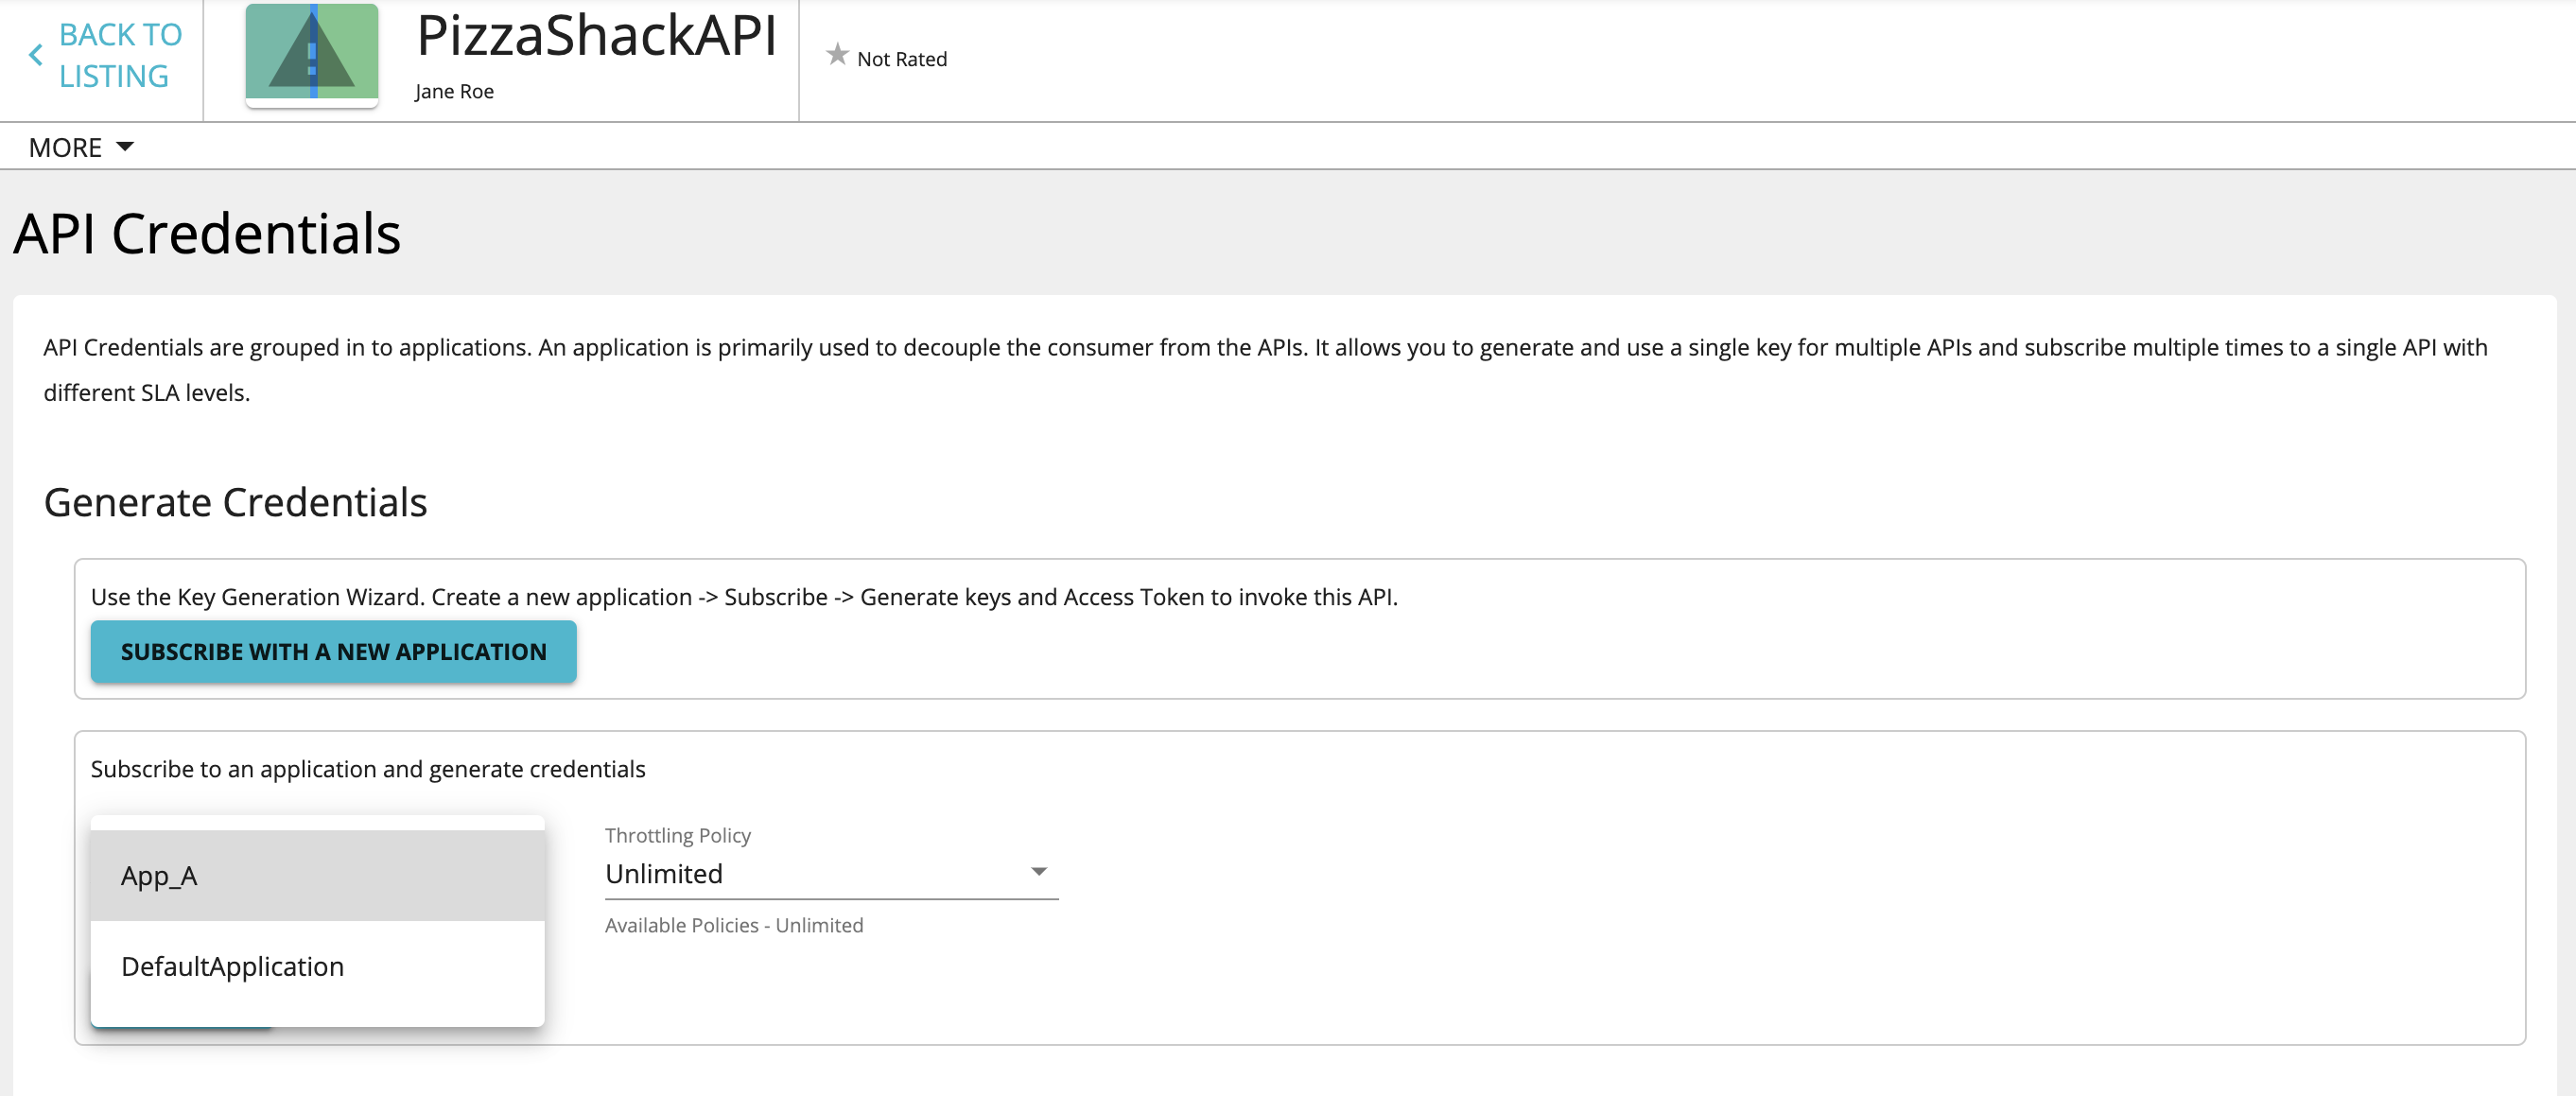 BACK TO
LISTING
PizzaShackAPI
Jane Roe
Not Rated
MORE
API Credentials
API Credentials are grouped in to applications. An application is primarily used to decouple the consumer from the APIs. It allows you to generate and use a single key for multiple APIs and subscribe multiple times to a single API with
different SLA levels.
Generate Credentials
Use the Key Generation Wizard. Create a new application -> Subscribe -> Generate keys and Access Token to invoke this API.
SUBSCRIBE WITH A NEW APPLICATION
Subscribe to an application and generate credentials
App_A
DefaultApplication
Throttling Policy
Unlimited
Available Policies - Unlimited